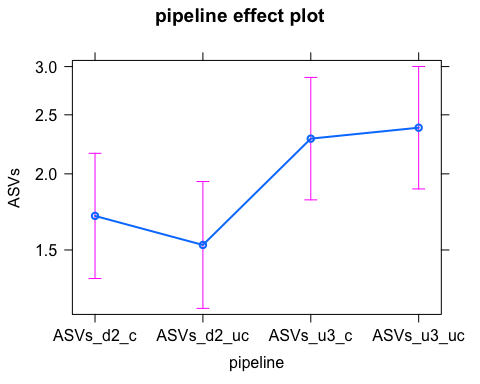 pipeline effect plot
3.0
2.5
2.0
1.5
ASVs
ASVs_d2_c ASVs_d2_uc ASVs_u3_c ASVs_u3_uc
pipeline